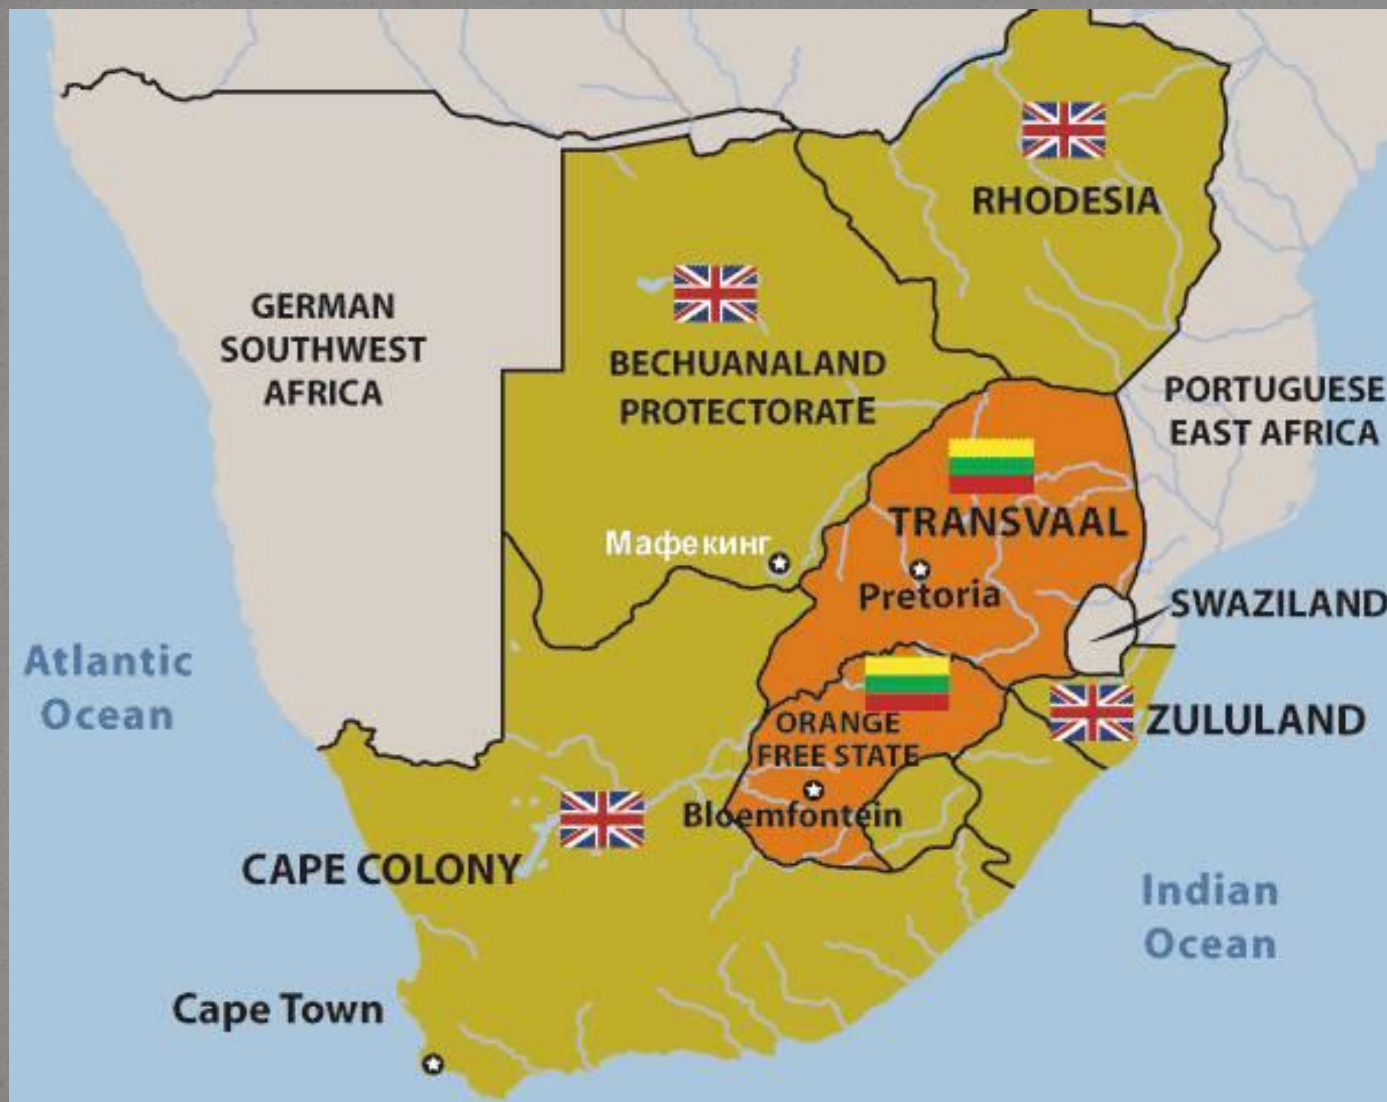 RHODESIA
GERMAN
SOUTHWEST
AFRICA
BECHUANALAND
PROTECTORATE
PORTUGUESE
EAST AFRICA
TRANSVAAL
Мафекинг
Pretoria
SWAZILAND
Atlantic
Ocean
ZULULAND
ORANGE
FREE STATE
Bloemfontein
CAPE COLONY
Indian
Ocean
Cape Town